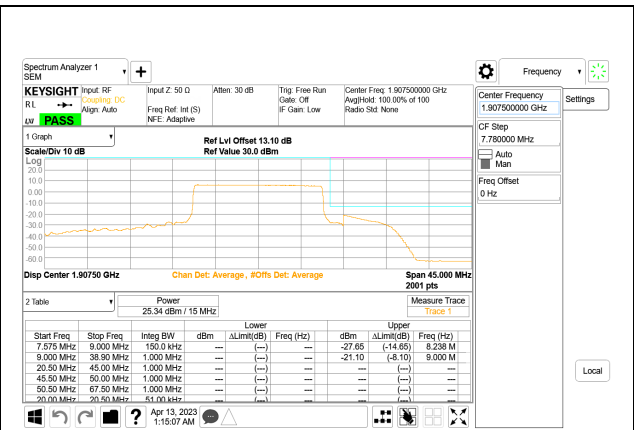 Spectrum Analyzer 1
SEM
▼
+
Frequency
▼
KEYSIGHT
RL
LXI
PASS
Input: RF
Coupling: DC
Align: Auto
Input Z: 50 Ω
Freq Ref: Int (S)
NFE: Adaptive
Atten: 30 dB
Trig: Free Run
Gate: Off
IF Gain: Low
Center Freq: 1.907500000 GHz
Avg|Hold: 100.00% of 100
Radio Std: None
Center Frequency
1.907500000 GHz
Settings
CF Step
7.780000 MHz
Auto
Man
Freq Offset
0 Hz
Local
1 Graph
▼
Scale/Div 10 dB
Ref Lvl Offset 13.10 dB
Ref Value 30.0 dBm
Log
20.0
10.0
0.00
-10.0
-20.0
-30.0
-40.0
-50.0
-60.0
Disp Center 1.90750 GHz
Chan Det: Average , #Offs Det: Average
Span 45.000 MHz
2001 pts
2 Table
▼
Power
25.34 dBm / 15 MHz
Measure Trace
Trace 1
Lower Upper
Start Freq Stop Freq Integ BW dBm ΔLimit(dB) Freq (Hz) dBm ΔLimit(dB) Freq (Hz)
7.575 MHz 9.000 MHz 150.0 kHz --- (---) --- -27.65 (-14.65) 8.238 M
9.000 MHz 38.90 MHz 1.000 MHz --- (---) --- -21.10 (-8.10) 9.000 M
20.50 MHz 45.00 MHz 1.000 MHz --- (---) --- --- (---) ---
45.50 MHz 50.00 MHz 1.000 MHz --- (---) --- --- (---) ---
50.50 MHz 67.50 MHz 1.000 MHz --- (---) --- --- (---) ---
20.00 MHz 20.50 MHz 51.00 kHz --- (---) --- --- (---) ---
?
Apr 13, 2023
1:15:07 AM